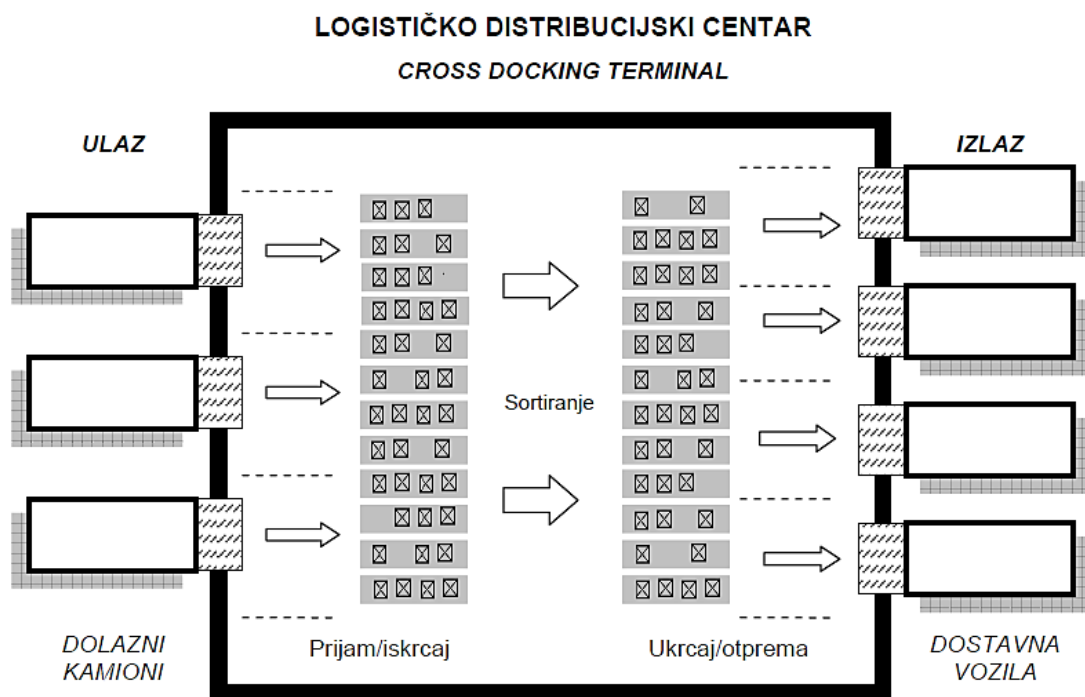 LOGISTIČKO DISTRIBUCIJSKI CENTAR
CROSS DOCKING TERMINAL
ULAZ
IZLAZ
Sortiranje
DOLAZNI
KAMIONI
Prijam/iskrcaj
Ukrcaj/otprema
DOSTAVNA
VOZILA